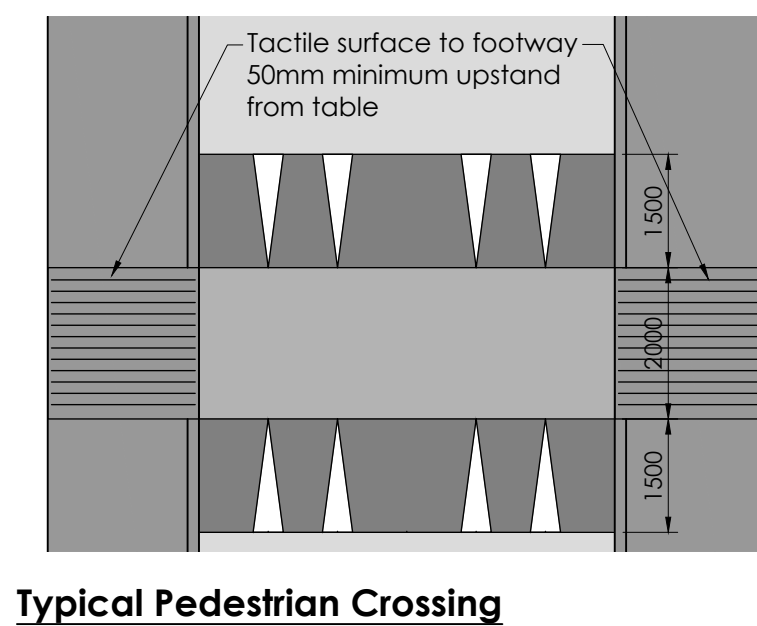 Tactile surface to footway
50mm minimum upstand
from table
1500
2000
1500
Typical Pedestrian Crossing